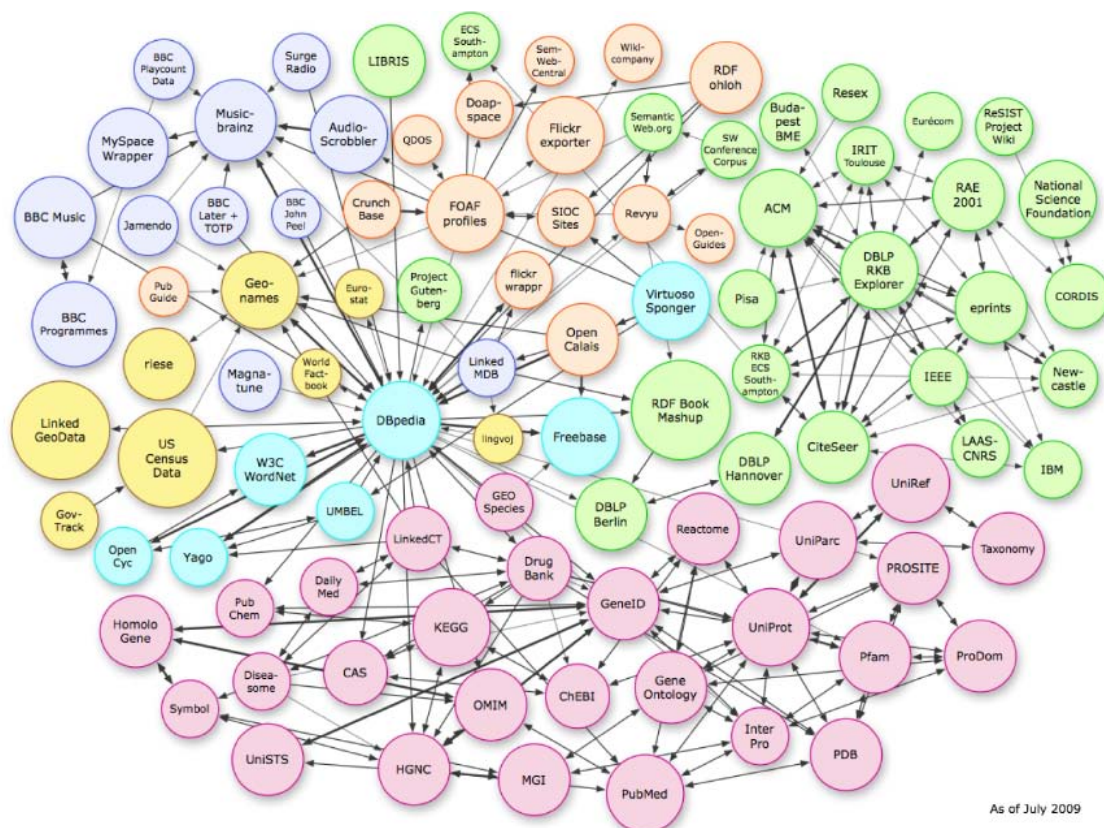 BBC
Playcount
Data
Surge
Radio
LIBRIS
ECS
South-
ampton
Sem-
Web-
Central
Wiki-
company
RDF
ohloh
Music-
brainz
MySpace
Wrapper
Audio-
Scrobbler
QDOS
Doap-
space
Flickr
exporter
Semantic
Web.org
SW
Conference
Corpus
Buda-
pest
BME
Resex
IRIT
Toulouse
Eurécom
ReSIST
Project
Wiki
RAE
2001
National
Science
Foundation
BBC Music
Jamendo
BBC
Later +
TOTP
BBC
John
Peel
Crunch
Base
FOAF
profiles
SIOC
Sites
Revyu
Open-
Guides
ACM
DBLP
RKB
Explorer
BBC
Programmes
Pub
Guide
Geo-
names
Euro-
stat
Project
Guten-
berg
flickr
wrappr
Virtuoso
Sponger
Pisa
eprints
CORDIS
riese
Magna-
tune
World
Fact-
book
Linked
MDB
Open
Calais
RKB
ECS
South-
ampton
IEEE
New-
castle
Linked
GeoData
US
Census
Data
DBpedia
lingvoj
Freebase
RDF Book
Mashup
CiteSeer
LAAS-
CNRS
IBM
W3C
WordNet
DBLP
Hannover
Gov-
Track
Open
Cyc
Yago
UMBEL
LinkedCT
GEO
Species
DBLP
Berlin
Reactome
UniParc
UniRef
Taxonomy
PROSITE
Daily
Med
Pub
Chem
Drug
Bank
Homolo
Gene
KEGG
GeneID
UniProt
Pfam
ProDom
Disea-
some
CAS
Symbol
OMIM
ChEBI
Gene
Ontology
Inter
Pro
PDB
UniSTS
HGNC
MGI
PubMed
As of July 2009